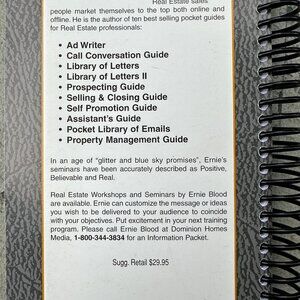 Real Estate sales
people market themselves to the top both online and
offline. He is the author of ten best selling pocket guides
for Real Estate professionals:
• Ad Writer
• Call Conversation Guide
• Library of Letters
• Library of Letters II
• Prospecting Guide
• Selling & Closing Guide
• Self Promotion Guide
• Assistant's Guide
• Pocket Library of Emails
• Property Management Guide
In an age of "glitter and blue sky promises", Ernie's
seminars have been accurately described as Positive,
Believable and Real.
Real Estate Workshops and Seminars by Ernie Blood
are available. Ernie can customize the message or ideas
you wish to be delivered to your audience to coincide
with your objectives. Put excitement in your next training
program. Please call Ernie Blood at Dominion Homes
Media, 1-800-344-3834 for an Information Packet.
Sugg. Retail $29.95